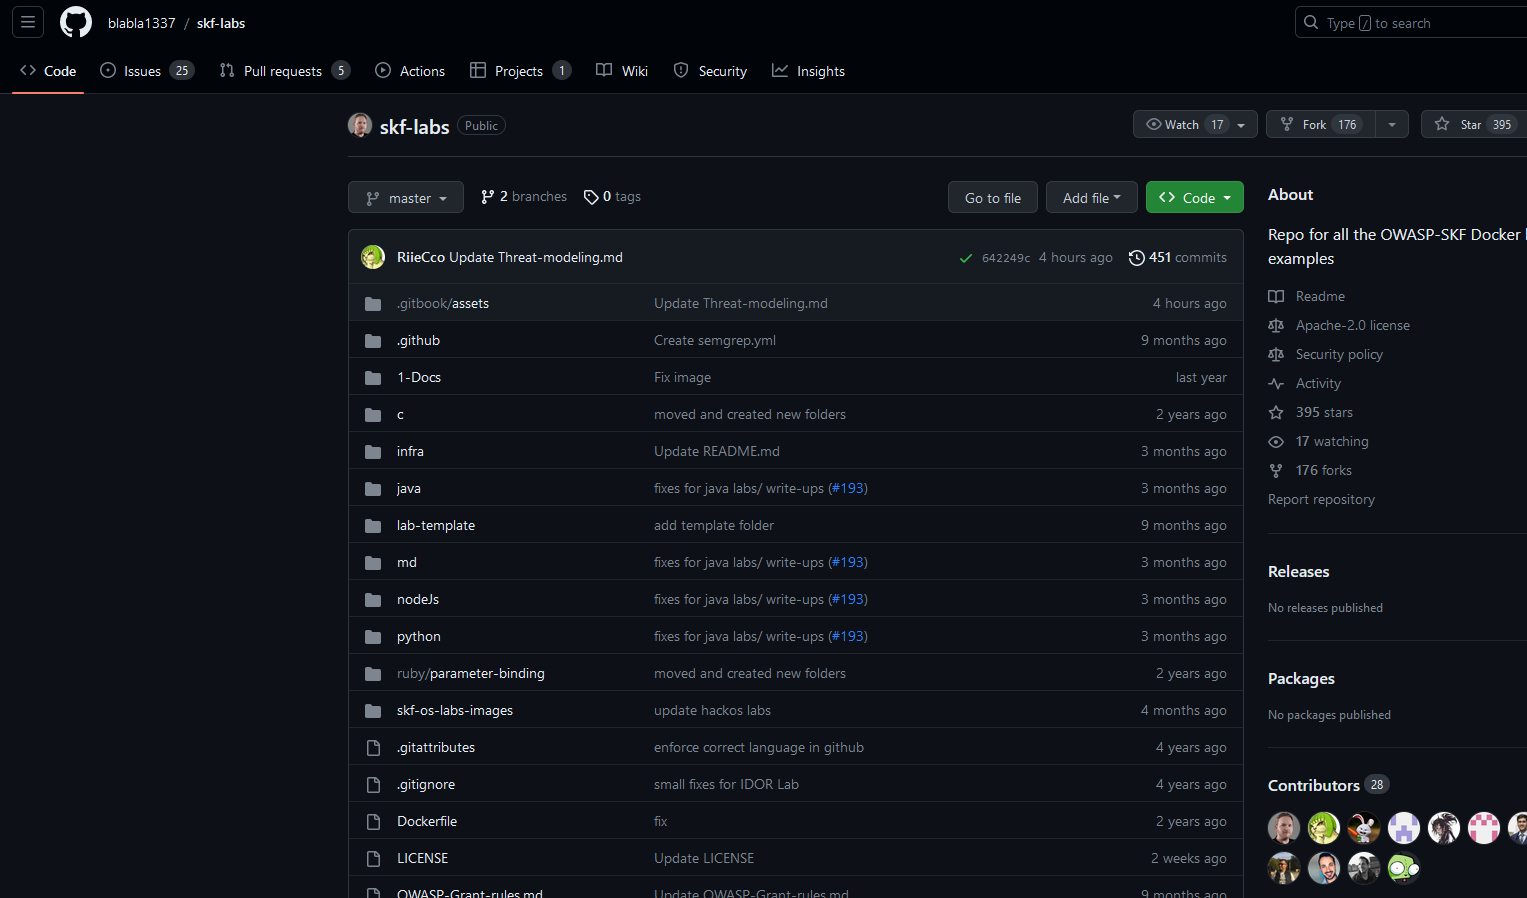 blabla1337 / skf-labs
Type / to search
Code Issues 25 Pull requests 5 Actions Projects 1 Wiki Security Insights
skf-labs Public
Watch 17 Fork 176 Star 395
master 2 branches 0 tags Go to file Add file Code
RiieCco Update Threat-modeling.md 642249c 4 hours ago 451 commits
.gitbook/assets Update Threat-modeling.md 4 hours ago
.github Create semgrep.yml 9 months ago
1-Docs Fix image last year
c moved and created new folders 2 years ago
infra Update README.md 3 months ago
java fixes for java labs/ write-ups (#193) 3 months ago
lab-template add template folder 9 months ago
md fixes for java labs/ write-ups (#193) 3 months ago
nodeJs fixes for java labs/ write-ups (#193) 3 months ago
python fixes for java labs/ write-ups (#193) 3 months ago
ruby/parameter-binding moved and created new folders 2 years ago
skf-os-labs-images update hackos labs 4 months ago
.gitattributes enforce correct language in github 4 years ago
.gitignore small fixes for IDOR Lab 4 years ago
Dockerfile fix 2 years ago
LICENSE Update LICENSE 2 weeks ago
OWASP-Grant-rules.md Update OWASP-Grant-rules.md 9 months ago
About
Repo for all the OWASP-SKF Docker
examples
Readme
Apache-2.0 license
Security policy
Activity
395 stars
17 watching
176 forks
Report repository
Releases
No releases published
Packages
No packages published
Contributors 28